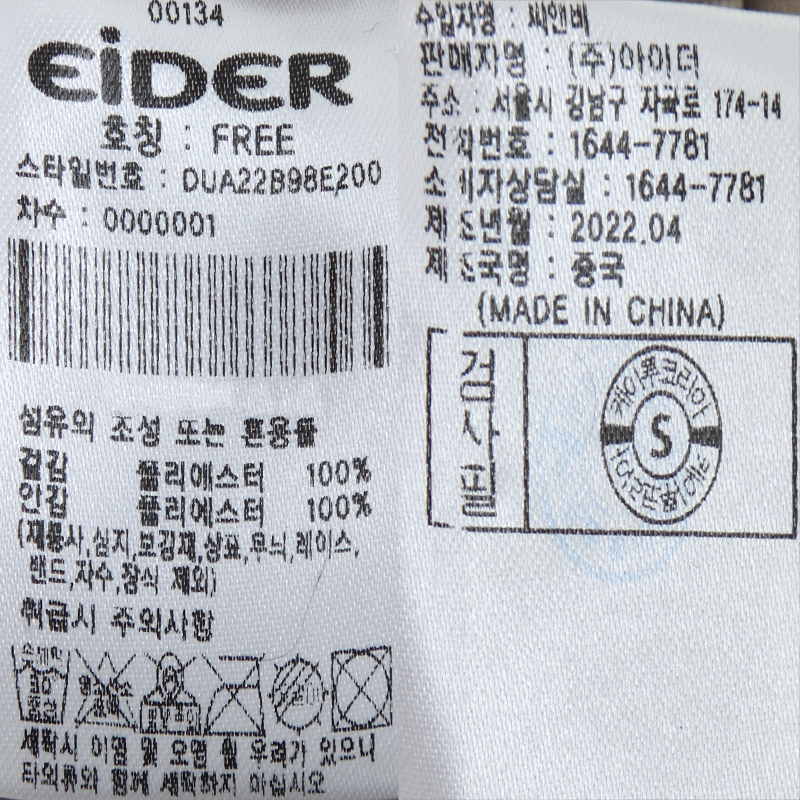 00134
EiDER
호칭 : FREE
스타일번호 : DUA22B98E200
차수 : 0000001
섬유의 조성 또는 혼용률
겉감 폴리에스터 100%
안감 폴리에스터 100%
(재봉사,심지,보강재,상표,무늬,레이스,
밴드,자수,장식 제외)
취급시 주의사항
세탁시 이염 및 오염 될 우려가 있으니
타의류와 함께 세탁하지 마십시오
수입자명 : 씨앤비
판매자명 : (주)아이더
주소 : 서울시 강남구 자곡로 174-14
전화번호 : 1644-7781
소비자상담실 : 1644-7781
제조년월 : 2022.04
제조국명 : 중국
(MADE IN CHINA)
검사필
케이폼코리아
S